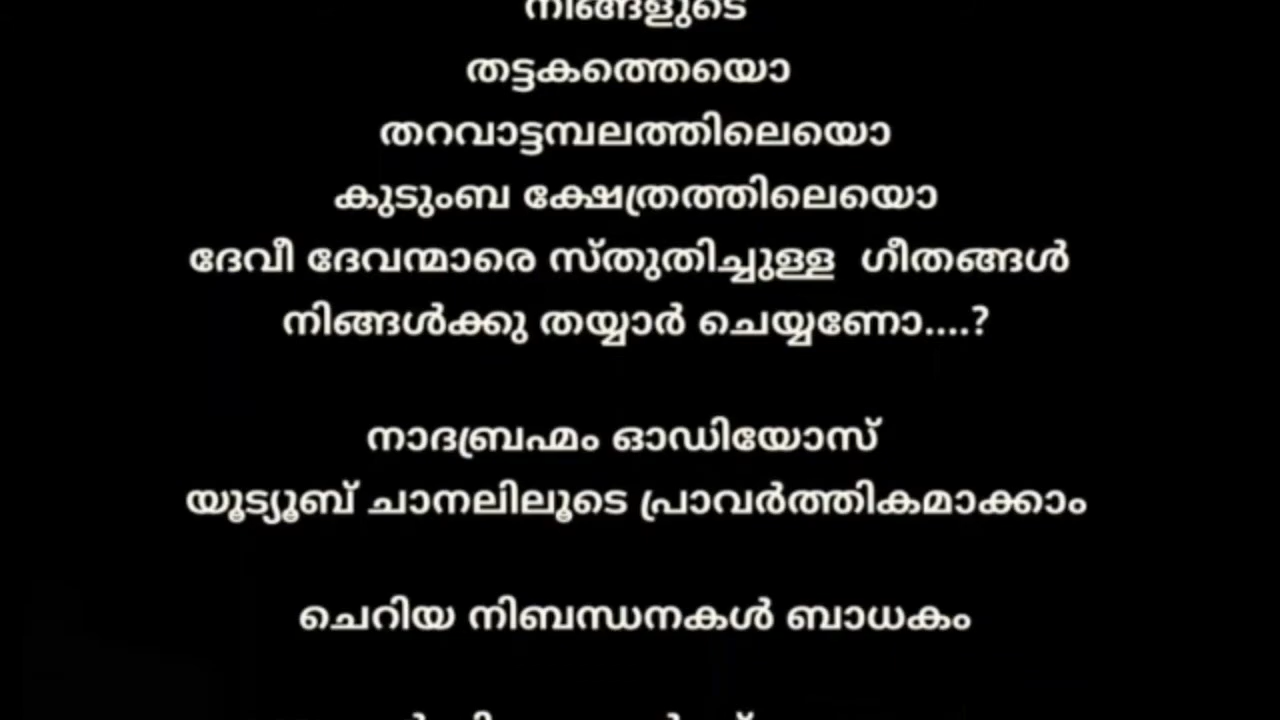 നിങ്ങളുടെ
തട്ടകത്തെയൊ
തറവാട്ടമ്പലത്തിലെയൊ
കുടുംബ ക്ഷേത്രത്തിലെയൊ
ദേവീ ദേവന്മാരെ സ്തുതിച്ചുള്ള ഗീതങ്ങൾ
നിങ്ങൾക്കു തയ്യാർ ചെയ്യണോ....?
നാദബ്രഹ്മം ഓഡിയോസ്
യൂട്യൂബ് ചാനലിലൂടെ പ്രാവർത്തികമാക്കാം
ചെറിയ നിബന്ധനകൾ ബാധകം